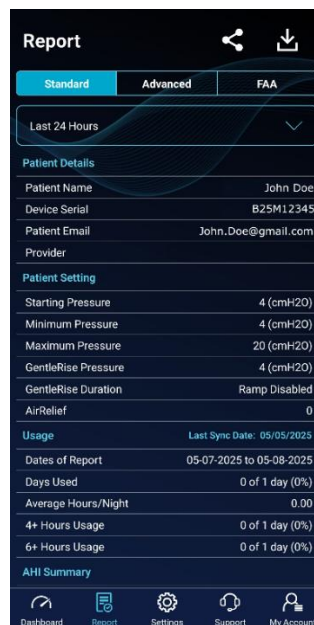 Report
Standard Advanced FAA
Last 24 Hours
Patient Details
Patient Name John Doe
Device Serial B25M12345
Patient Email John.Doe@gmail.com
Provider
Patient Setting
Starting Pressure 4 (cmH2O)
Minimum Pressure 4 (cmH2O)
Maximum Pressure 20 (cmH2O)
GentleRise Pressure 4 (cmH2O)
GentleRise Duration Ramp Disabled
AirRelief 0
Usage Last Sync Date: 05/05/2025
Dates of Report 05-07-2025 to 05-08-2025
Days Used 0 of 1 day (0%)
Average Hours/Night 0.00
4+ Hours Usage 0 of 1 day (0%)
6+ Hours Usage 0 of 1 day (0%)
AHI Summary
Dashboard Report Settings Support My Account